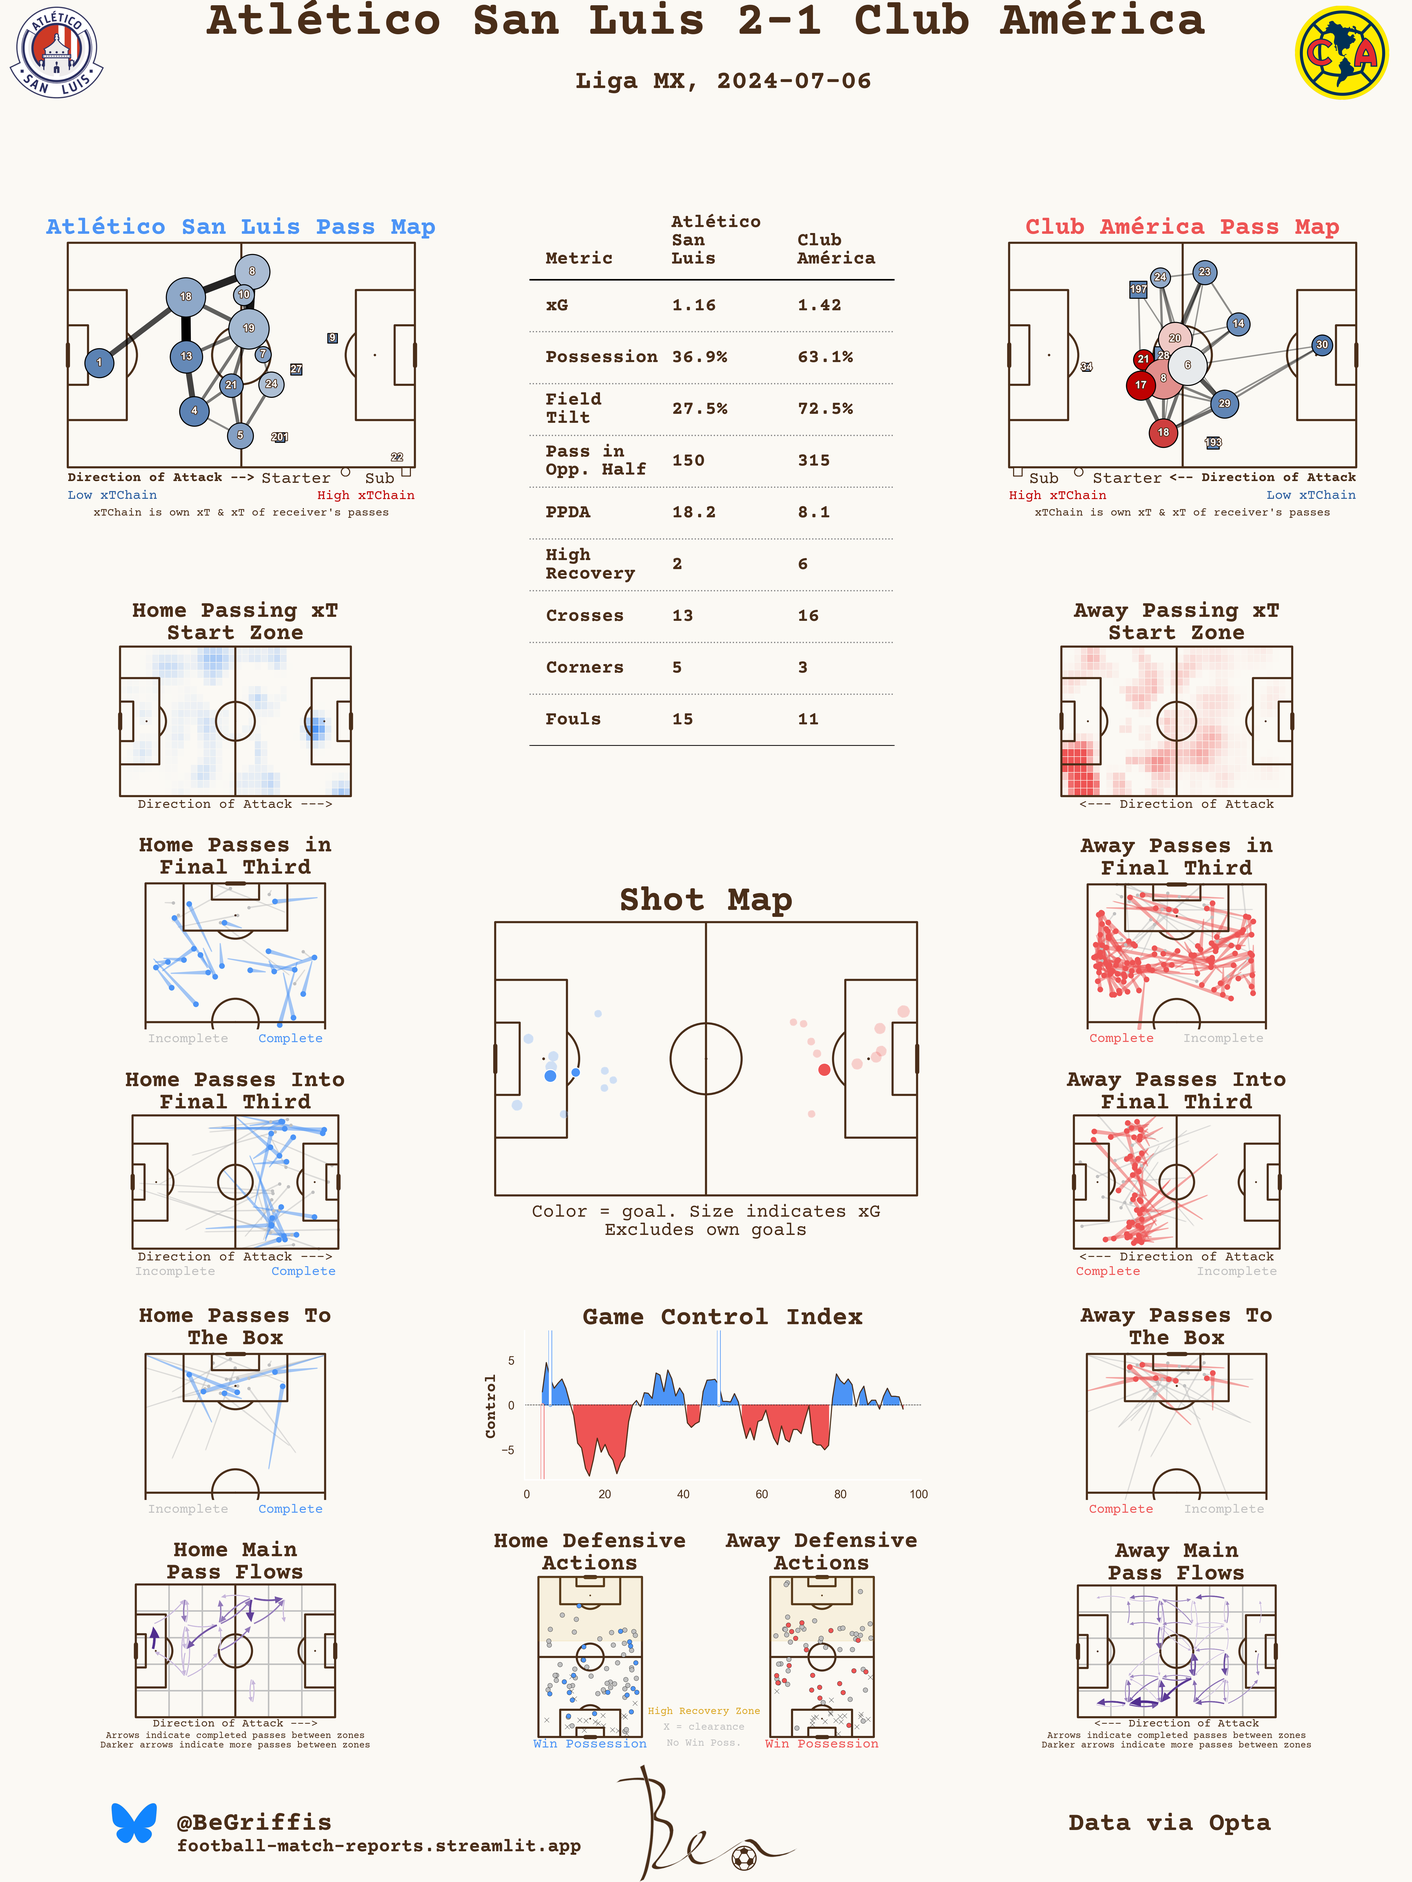 Atlético San Luis 2-1 Club América
Liga MX, 2024-07-06
ATLÉTICO
SAN LUIS
CA
Atlético San Luis Pass Map
8
18
10
19
13
7
1
9
27
21
24
4
5
201
22
Direction of Attack --> Starter Sub
Low xTChain High xTChain
xTChain is own xT & xT of receiver's passes
Metric Atlético San Luis Club América
xG 1.16 1.42
Possession 36.9% 63.1%
Field Tilt 27.5% 72.5%
Pass in Opp. Half 150 315
PPDA 18.2 8.1
High Recovery 2 6
Crosses 13 16
Corners 5 3
Fouls 15 11
Club América Pass Map
24
23
197
14
20
30
21
28
6
34
17
8
29
18
193
Sub Starter <-- Direction of Attack
High xTChain Low xTChain
xTChain is own xT & xT of receiver's passes
Home Passing xT
Start Zone
Direction of Attack --->
Away Passing xT
Start Zone
<--- Direction of Attack
Home Passes in
Final Third
Incomplete Complete
Away Passes in
Final Third
Complete Incomplete
Shot Map
Color = goal. Size indicates xG
Excludes own goals
Home Passes Into
Final Third
Direction of Attack --->
Incomplete Complete
Away Passes Into
Final Third
<--- Direction of Attack
Complete Incomplete
Home Passes To
The Box
Incomplete Complete
Game Control Index
Control
5
0
−5
0 20 40 60 80 100
Away Passes To
The Box
Complete Incomplete
Home Main
Pass Flows
Direction of Attack --->
Arrows indicate completed passes between zones
Darker arrows indicate more passes between zones
Home Defensive
Actions
Win Possession
High Recovery Zone
X = clearance
No Win Poss.
Away Defensive
Actions
Win Possession
Away Main
Pass Flows
<--- Direction of Attack
Arrows indicate completed passes between zones
Darker arrows indicate more passes between zones
@BeGriffis
football-match-reports.streamlit.app
Ben
Data via Opta